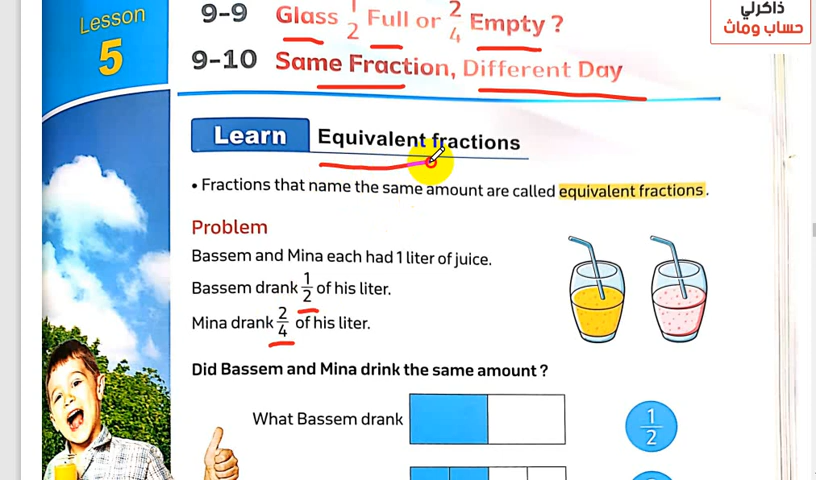 Lesson
5
9-9 Glass 1/2 Full or 2/4 Empty ?
9-10 Same Fraction, Different Day
ذاكرلي
حساب وماث
Learn Equivalent fractions
• Fractions that name the same amount are called equivalent fractions.
Problem
Bassem and Mina each had 1 liter of juice.
Bassem drank 1/2 of his liter.
Mina drank 2/4 of his liter.
Did Bassem and Mina drink the same amount ?
What Bassem drank 1/2